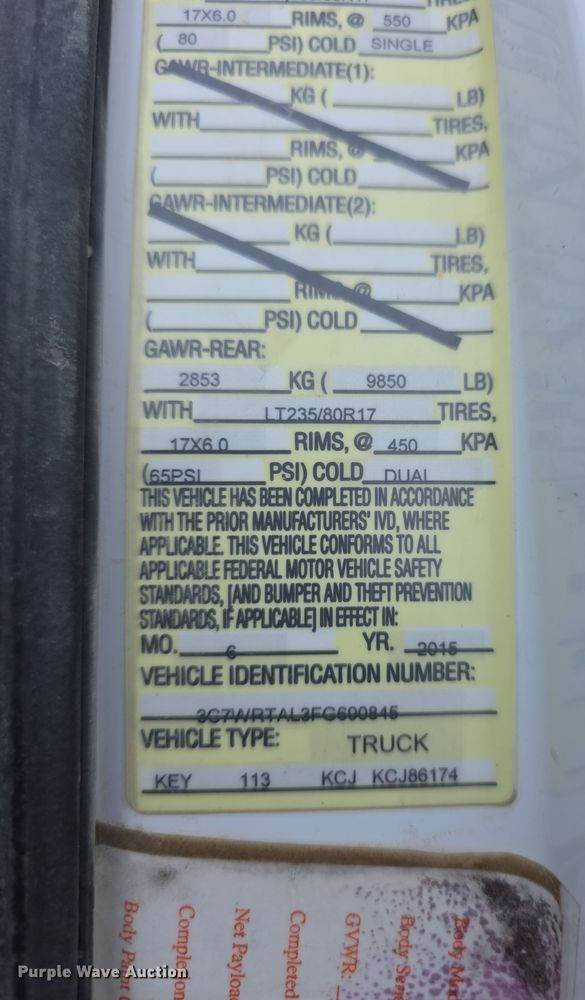 17X6.0 RIMS, @ 550 KPA
( 80 PSI) COLD SINGLE
GAWR-INTERMEDIATE(1):
KG ( LB)
WITH TIRES,
RIMS, @ KPA
( PSI) COLD
GAWR-INTERMEDIATE(2):
KG ( LB)
WITH TIRES,
RIMS, @ KPA
( PSI) COLD
GAWR-REAR:
2853 KG ( 9850 LB)
WITH LT235/80R17 TIRES,
17X6.0 RIMS, @ 450 KPA
(65PSI PSI) COLD DUAL
THIS VEHICLE HAS BEEN COMPLETED IN ACCORDANCE
WITH THE PRIOR MANUFACTURERS' IVD, WHERE
APPLICABLE. THIS VEHICLE CONFORMS TO ALL
APPLICABLE FEDERAL MOTOR VEHICLE SAFETY
STANDARDS, [AND BUMPER AND THEFT PREVENTION
STANDARDS, IF APPLICABLE] IN EFFECT IN:
MO. 6 YR. 2015
VEHICLE IDENTIFICATION NUMBER:
3C7WRTAL3FG600845
VEHICLE TYPE: TRUCK
KEY 113 KCJ KCJ86174
Body
Body
GVWR
Completed
Net
Body
Purple Wave Auction